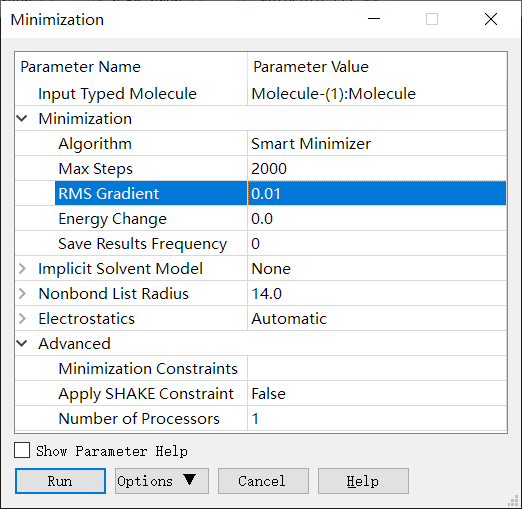 Minimization
Parameter Name Parameter Value
Input Typed Molecule Molecule-(1):Molecule
Minimization
Algorithm Smart Minimizer
Max Steps 2000
RMS Gradient 0.01
Energy Change 0.0
Save Results Frequency 0
Implicit Solvent Model None
Nonbond List Radius 14.0
Electrostatics Automatic
Advanced
Minimization Constraints
Apply SHAKE Constraint False
Number of Processors 1
Show Parameter Help
Run Options ▼ Cancel Help